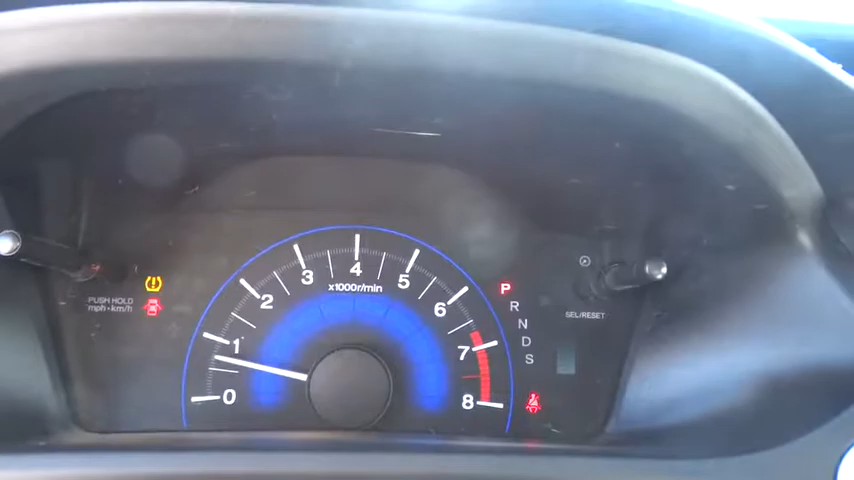 4
3
5
x1000r/min
P
2
PUSH HOLD
mph↔km/h
6
R
SEL/RESET
N
1
7
D
S
0
8